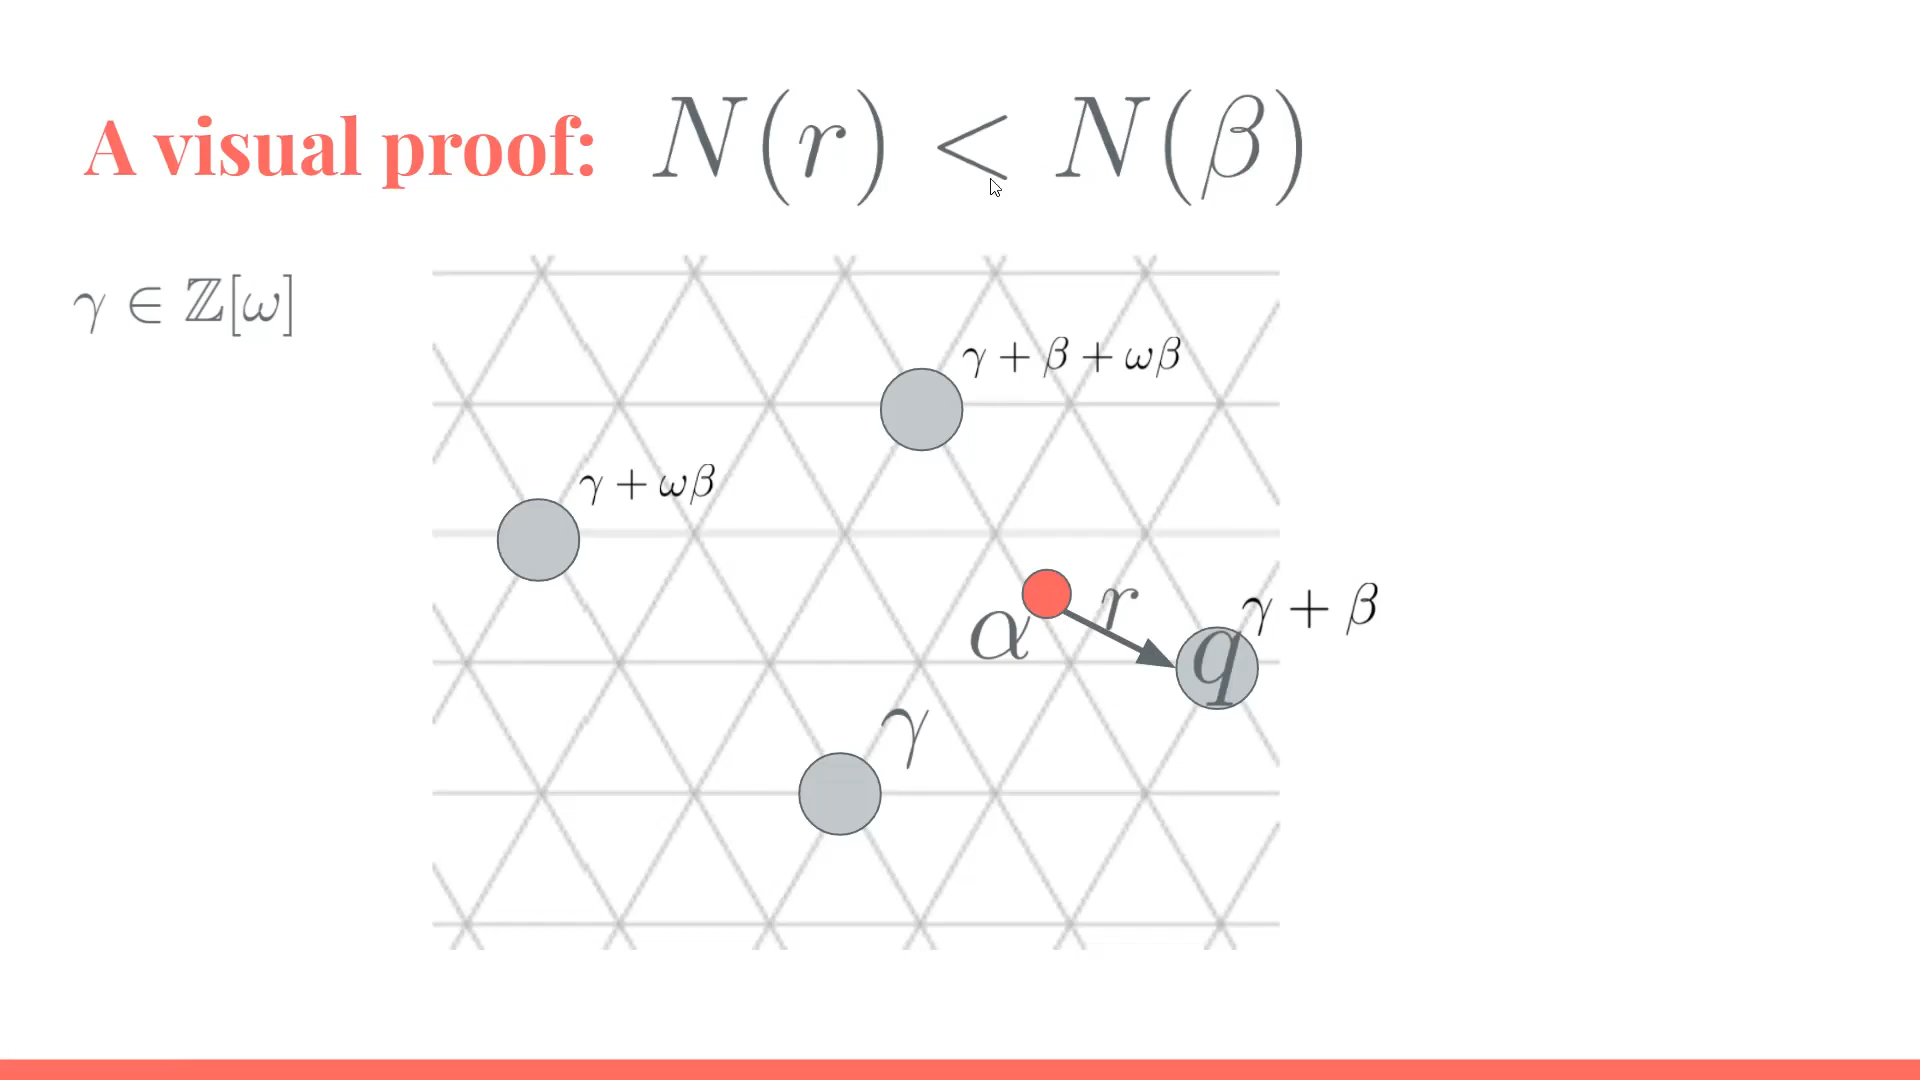 A visual proof: N(r) < N(β)
γ ∈ ℤ[ω]
γ + β + ωβ
γ + ωβ
r
γ + β
α
q
γ